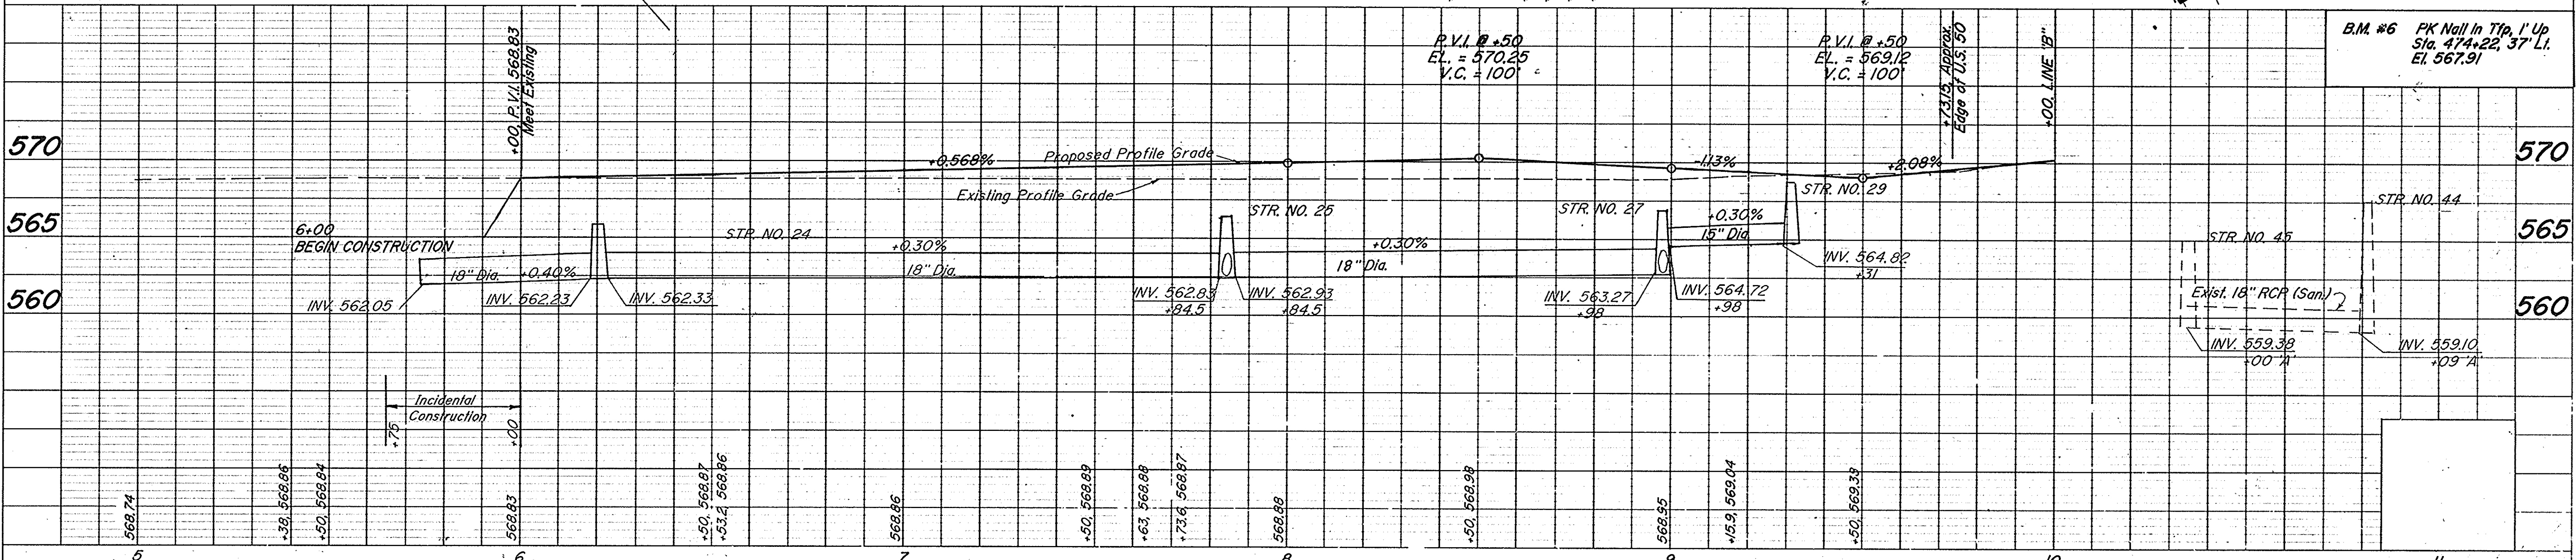 B.M. #6 PK Nail In Tfp, 1' Up
Sta. 474+22, 37' Lt.
El. 567.91
+00, P.V.I. 568.83
Meet Existing
P.V.I. @ +50
EL. = 570.25
V.C. = 100'
P.V.I. @ +50
EL. = 569.12
V.C. = 100'
+73.15, Approx.
Edge of U.S. 50
+00, LINE "B"
570
570
+0.568%
Proposed Profile Grade
-1.13%
+2.08%
Existing Profile Grade
STR. NO. 29
565
565
6+00
BEGIN CONSTRUCTION
STR. NO. 24
+0.30%
STR. NO. 25
+0.30%
STR. NO. 27
+0.30%
15" Dia.
STR. NO. 44
STR. NO. 45
18" Dia. +0.40%
18" Dia.
18" Dia.
INV. 564.82
+31
560
560
INV. 562.05
INV. 562.23
INV. 562.33
INV. 562.83
+84.5
INV. 562.93
+84.5
INV. 563.27
+98
INV. 564.72
+98
Exist. 18" RCP (San.)
INV. 559.38
+00 'A'
INV. 559.10
+09 'A'
Incidental
Construction
+75
+00
568.74
+38, 568.86
+50, 568.84
568.83
+50, 568.87
+53.2, 568.86
568.86
+50, 568.89
+63, 568.88
+73.6, 568.87
568.88
+50, 568.98
568.95
+15.9, 569.04
+50, 569.33
5
6
7
8
9
10
11